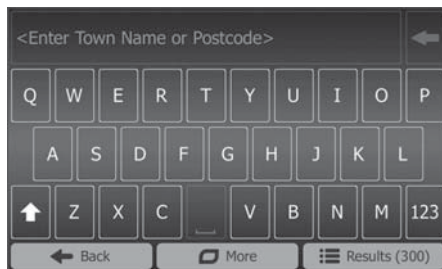 <Enter Town Name or Postcode>
Q W E R T Y U I O P
A S D F G H J K L
Z X C V B N M 123
Back More Results (300)